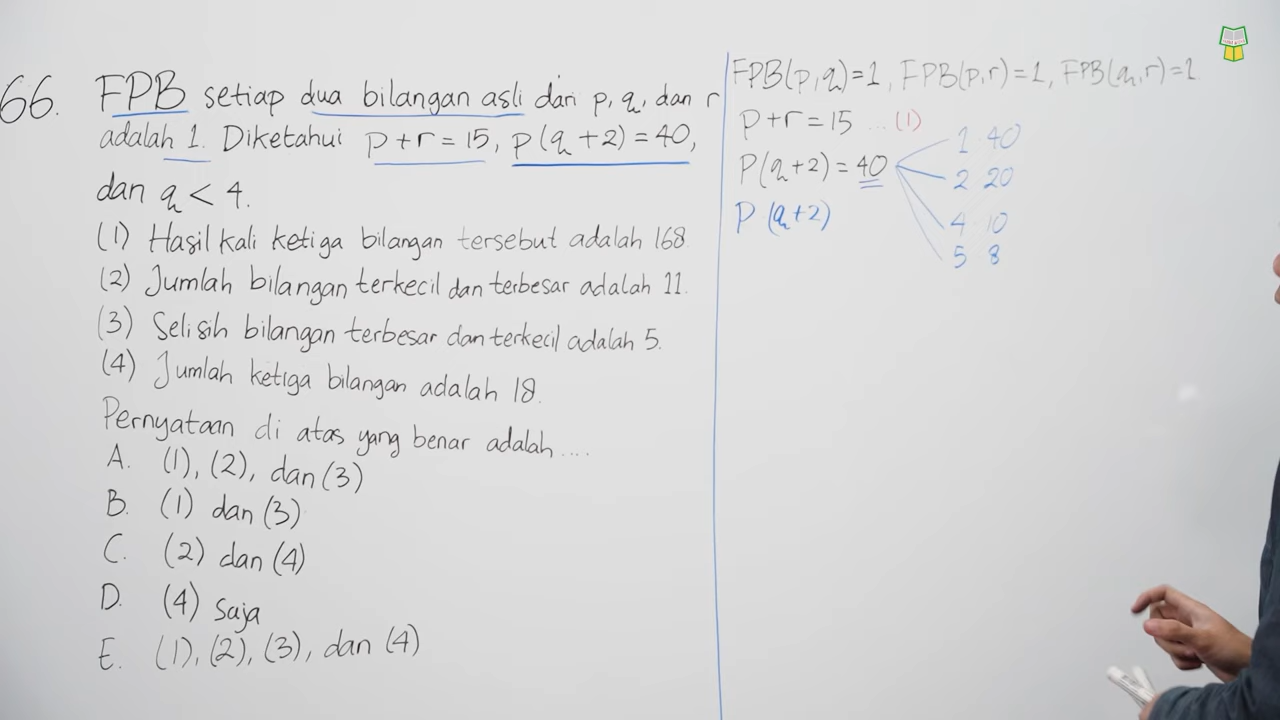 66. FPB setiap dua bilangan asli dari p, q, dan r
adalah 1. Diketahui p+r = 15, p(q+2) = 40,
dan q < 4.
(1) Hasil kali ketiga bilangan tersebut adalah 168.
(2) Jumlah bilangan terkecil dan terbesar adalah 11.
(3) Selisih bilangan terbesar dan terkecil adalah 5.
(4) Jumlah ketiga bilangan adalah 18.
Pernyataan di atas yang benar adalah ....
A. (1), (2), dan (3)
B. (1) dan (3)
C. (2) dan (4)
D. (4) saja
E. (1), (2), (3), dan (4)
FPB(p,q)=1, FPB(p,r)=1, FPB(q,r)=1
p+r = 15 ...(1)
p(q+2) = 40
p (q+2)
1 40
2 20
4 10
5 8